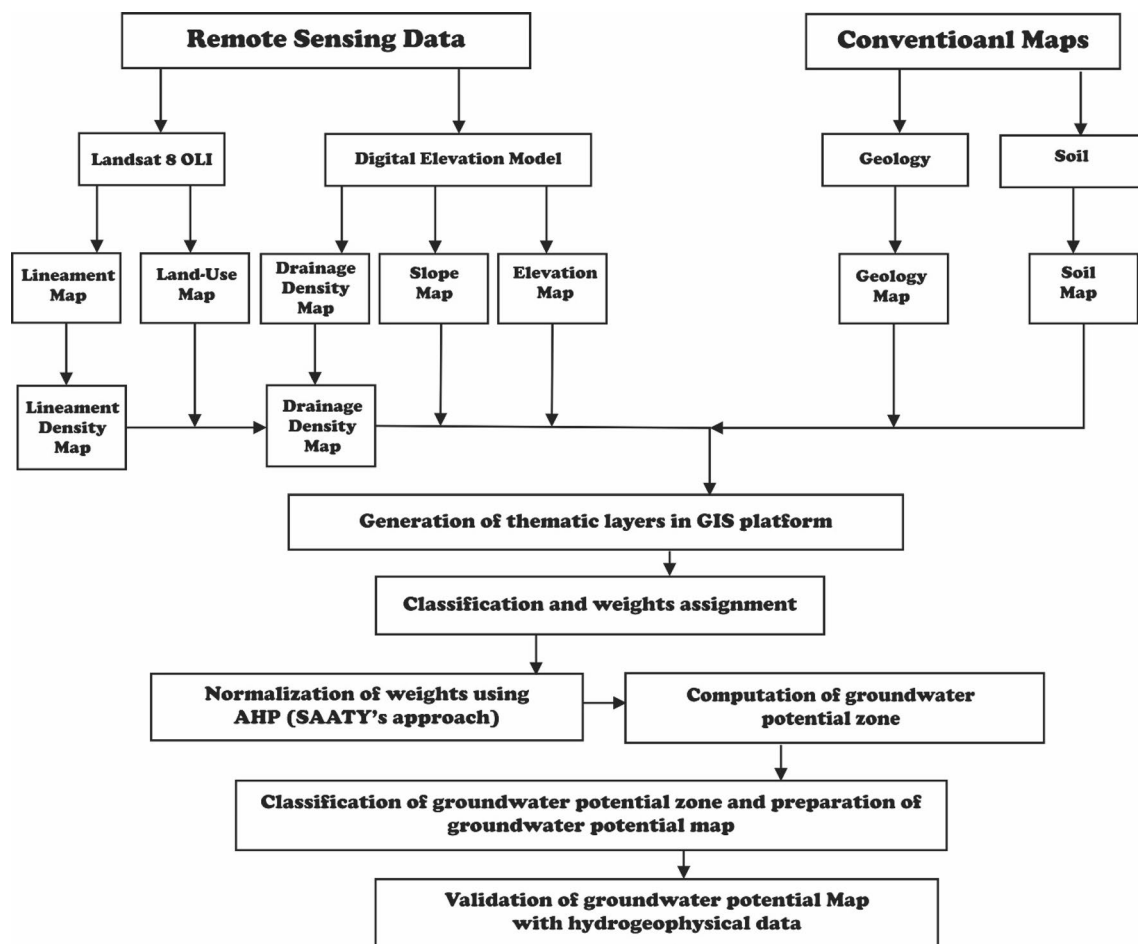 Remote Sensing Data
Conventioanl Maps
Landsat 8 OLI
Digital Elevation Model
Geology
Soil
Lineament
Map
Land-Use
Map
Drainage
Density
Map
Slope
Map
Elevation
Map
Geology
Map
Soil
Map
Lineament
Density
Map
Drainage
Density
Map
Generation of thematic layers in GIS platform
Classification and weights assignment
Normalization of weights using
AHP (SAATY's approach)
Computation of groundwater
potential zone
Classification of groundwater potential zone and preparation of
groundwater potential map
Validation of groundwater potential Map
with hydrogeophysical data